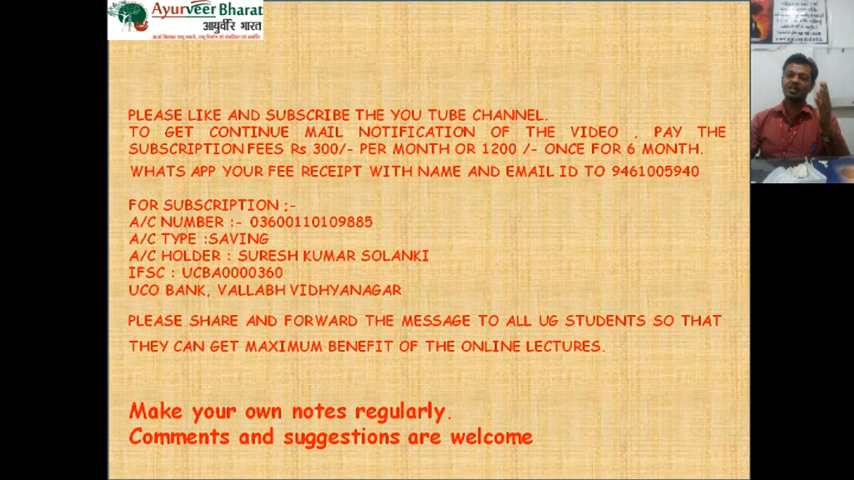 Ayurveer Bharat
आयुर्वीर भारत
PLEASE LIKE AND SUBSCRIBE THE YOU TUBE CHANNEL.
TO GET CONTINUE MAIL NOTIFICATION OF THE VIDEO , PAY THE
SUBSCRIPTION FEES Rs 300/- PER MONTH OR 1200 /- ONCE FOR 6 MONTH.
WHATS APP YOUR FEE RECEIPT WITH NAME AND EMAIL ID TO 9461005940
FOR SUBSCRIPTION ;-
A/C NUMBER :- 03600110109885
A/C TYPE :SAVING
A/C HOLDER : SURESH KUMAR SOLANKI
IFSC : UCBA0000360
UCO BANK, VALLABH VIDHYANAGAR
PLEASE SHARE AND FORWARD THE MESSAGE TO ALL UG STUDENTS SO THAT
THEY CAN GET MAXIMUM BENEFIT OF THE ONLINE LECTURES.
Make your own notes regularly.
Comments and suggestions are welcome